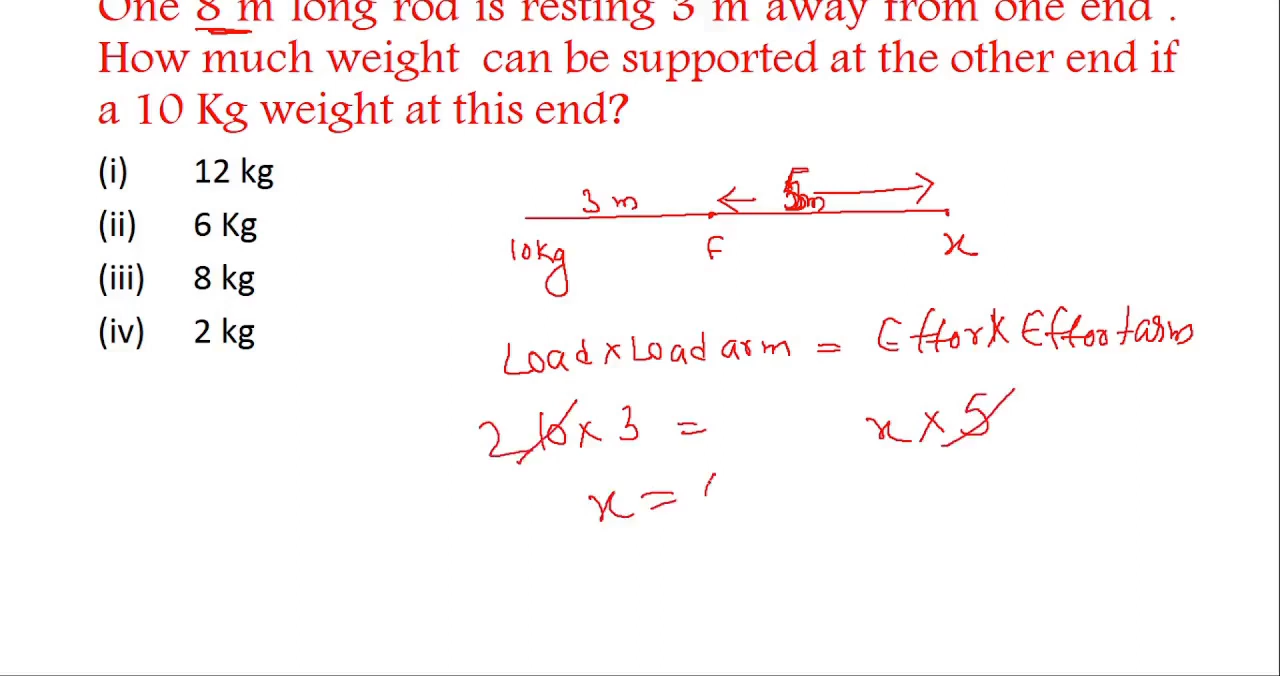 One 8 m long rod is resting 3 m away from one end .
How much weight can be supported at the other end if
a 10 Kg weight at this end?
(i) 12 kg
(ii) 6 Kg
(iii) 8 kg
(iv) 2 kg
3 m 5m
10kg F x
Load x Load arm = Effort x Effort arm
2 10 x 3 = x x 5
x =